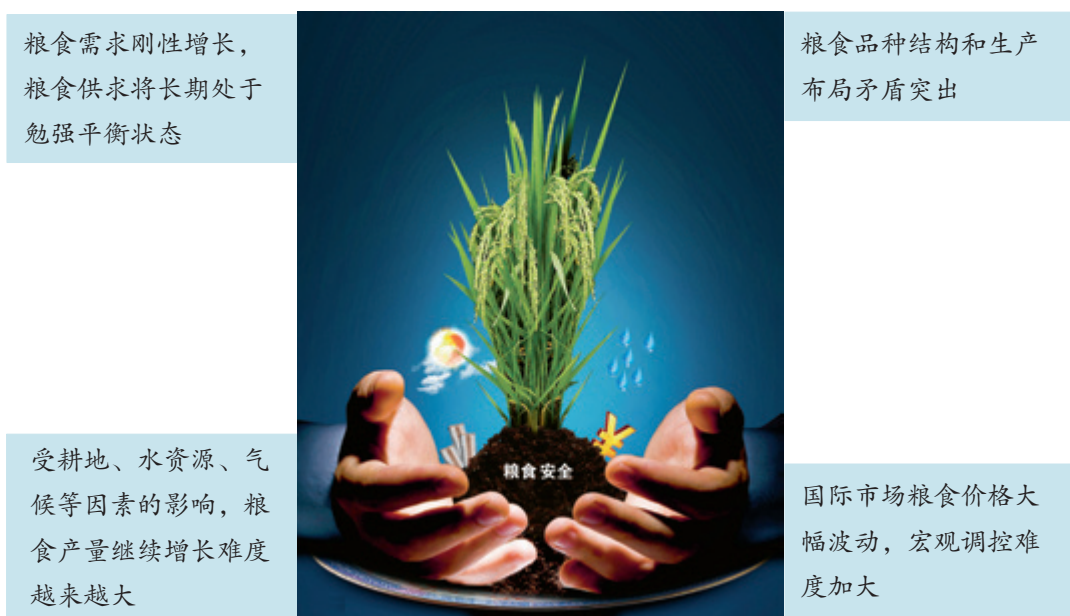 粮食需求刚性增长，
粮食供求将长期处于
勉强平衡状态
粮食品种结构和生产
布局矛盾突出
粮食安全
受耕地、水资源、气
候等因素的影响，粮
食产量继续增长难度
越来越大
国际市场粮食价格大
幅波动，宏观调控难
度加大